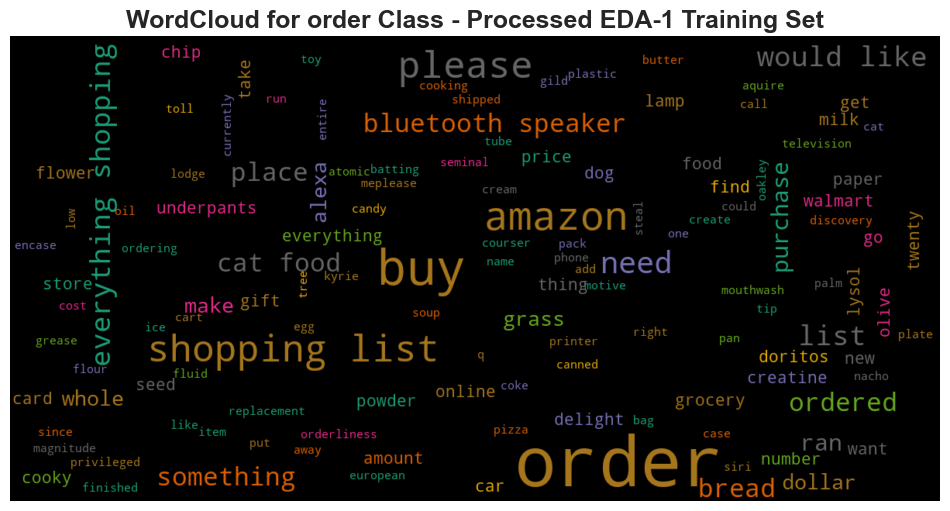 WordCloud for order Class - Processed EDA-1 Training Set
chip
toy
please
butter
would like
everything shopping
take
cooking
gild
plastic
aquire
toll
currently
run
entire
shipped
lamp
call
get
bluetooth speaker
milk
cat
tube
television
flower
lodge
place
alexa
atomic
batting
seminal
price
dog
food
oakley
purchase
paper
meplease
cream
find
low
oil
underpants
candy
amazon
steal
could
walmart
create
discovery
twenty
encase
ordering
everything
courser
pack
one
go
store
cat food
tree
kyrie
buy
name
phone
add
need
thing
motive
mouthwash
palm
lysol
olive
cost
make
gift
cart
egg
soup
grass
tip
grease
ice
shopping list
printer
right
pan
list
plate
flour
fluid
q
canned
doritos
new
card
whole
seed
powder
online
coke
creatine
nacho
grocery
replacement
delight
bag
ordered
since
like
item
orderliness
pizza
case
magnitude
put
away
order
ran
want
privileged
amount
siri
number
cooky
finished
something
european
car
bread
dollar